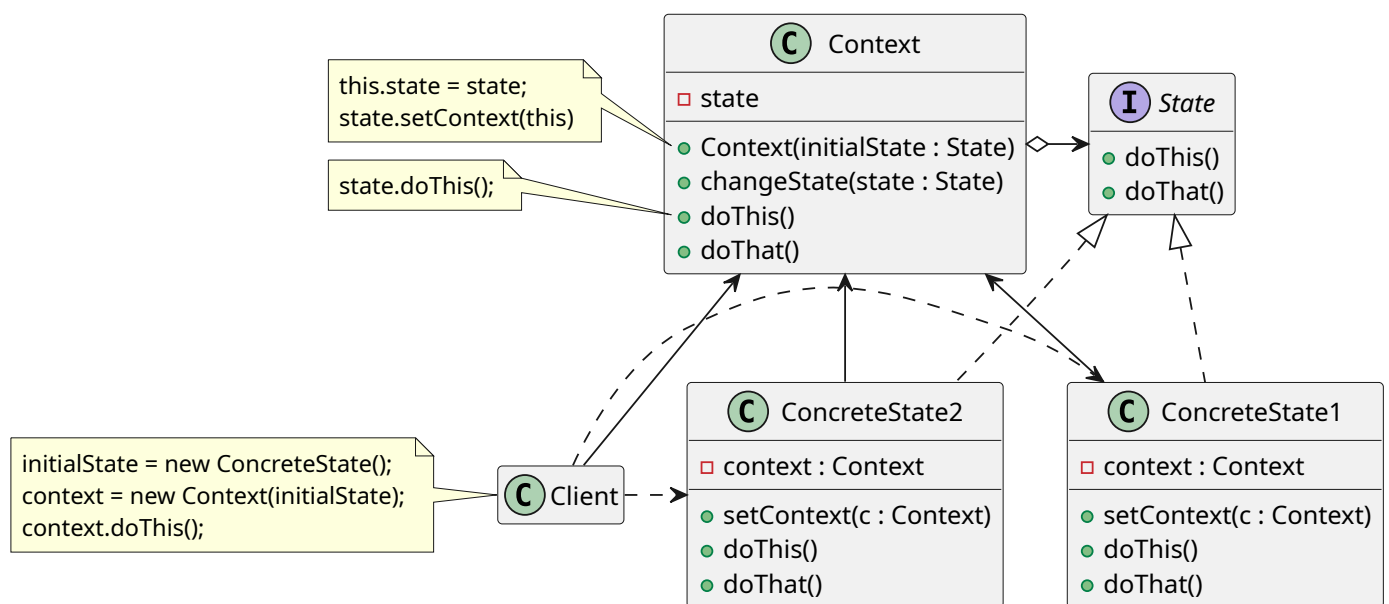 this.state = state;
state.setContext(this)
state.doThis();
C Context
state
Context(initialState : State)
changeState(state : State)
doThis()
doThat()
I State
doThis()
doThat()
initialState = new ConcreteState();
context = new Context(initialState);
context.doThis();
C Client
C ConcreteState2
context : Context
setContext(c : Context)
doThis()
doThat()
C ConcreteState1
context : Context
setContext(c : Context)
doThis()
doThat()